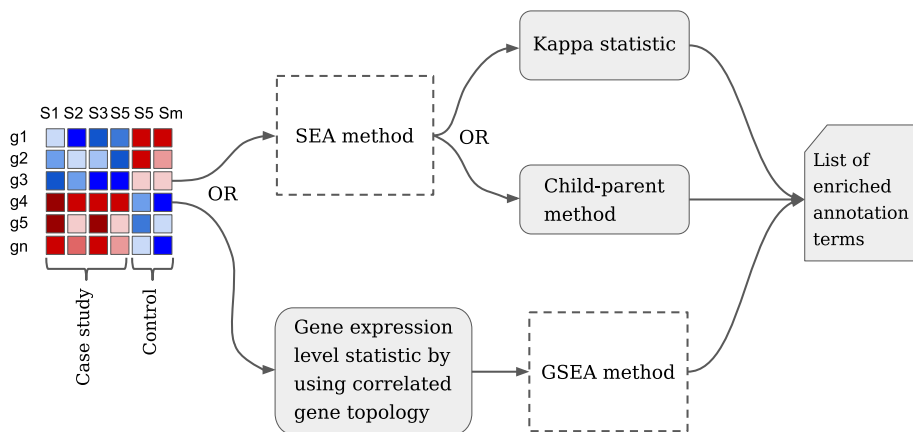 S1 S2 S3 S5 S5 Sm
g1
g2
g3
g4
g5
gn
Case study
Control
OR
SEA method
OR
Kappa statistic
Child-parent
method
Gene expression
level statistic by
using correlated
gene topology
GSEA method
List of
enriched
annotation
terms